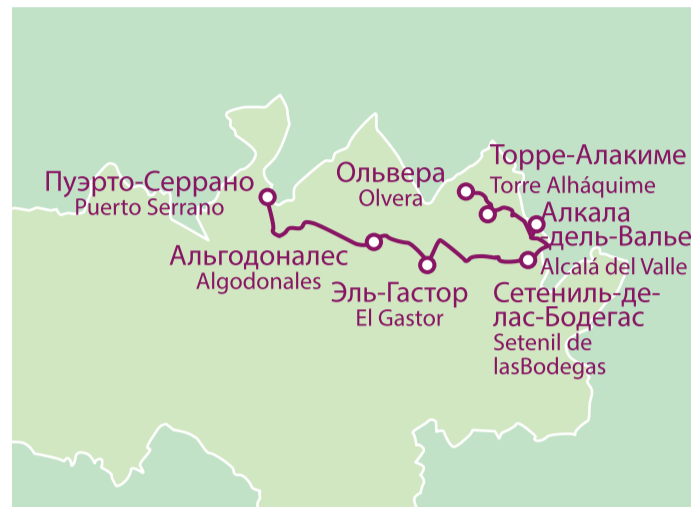 Торре-Алакиме
Torre Alháquime
Ольвера
Olvera
Пуэрто-Серрано
Puerto Serrano
Алкала
-дель-Валье
Alcalá del Valle
Альгодоналес
Algodonales
Эль-Гастор
El Gastor
Сетениль-де-
лас-Бодегас
Setenil de
lasBodegas